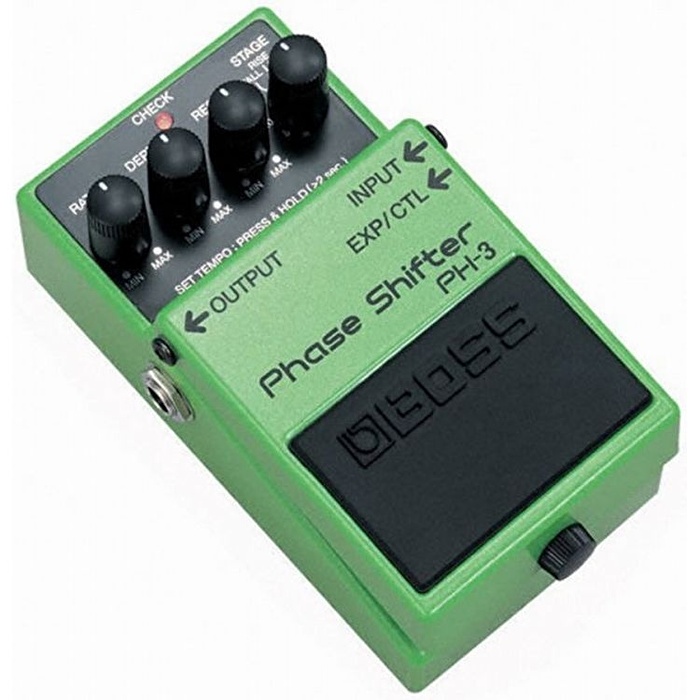 STAGE
RISE
CHECK
MIN
MAX
MIN
MAX
MIN
MAX
SET TEMPO : PRESS & HOLD (>2 sec.)
INPUT
EXP/CTL
OUTPUT
Phase Shifter
PH-3
BOSS